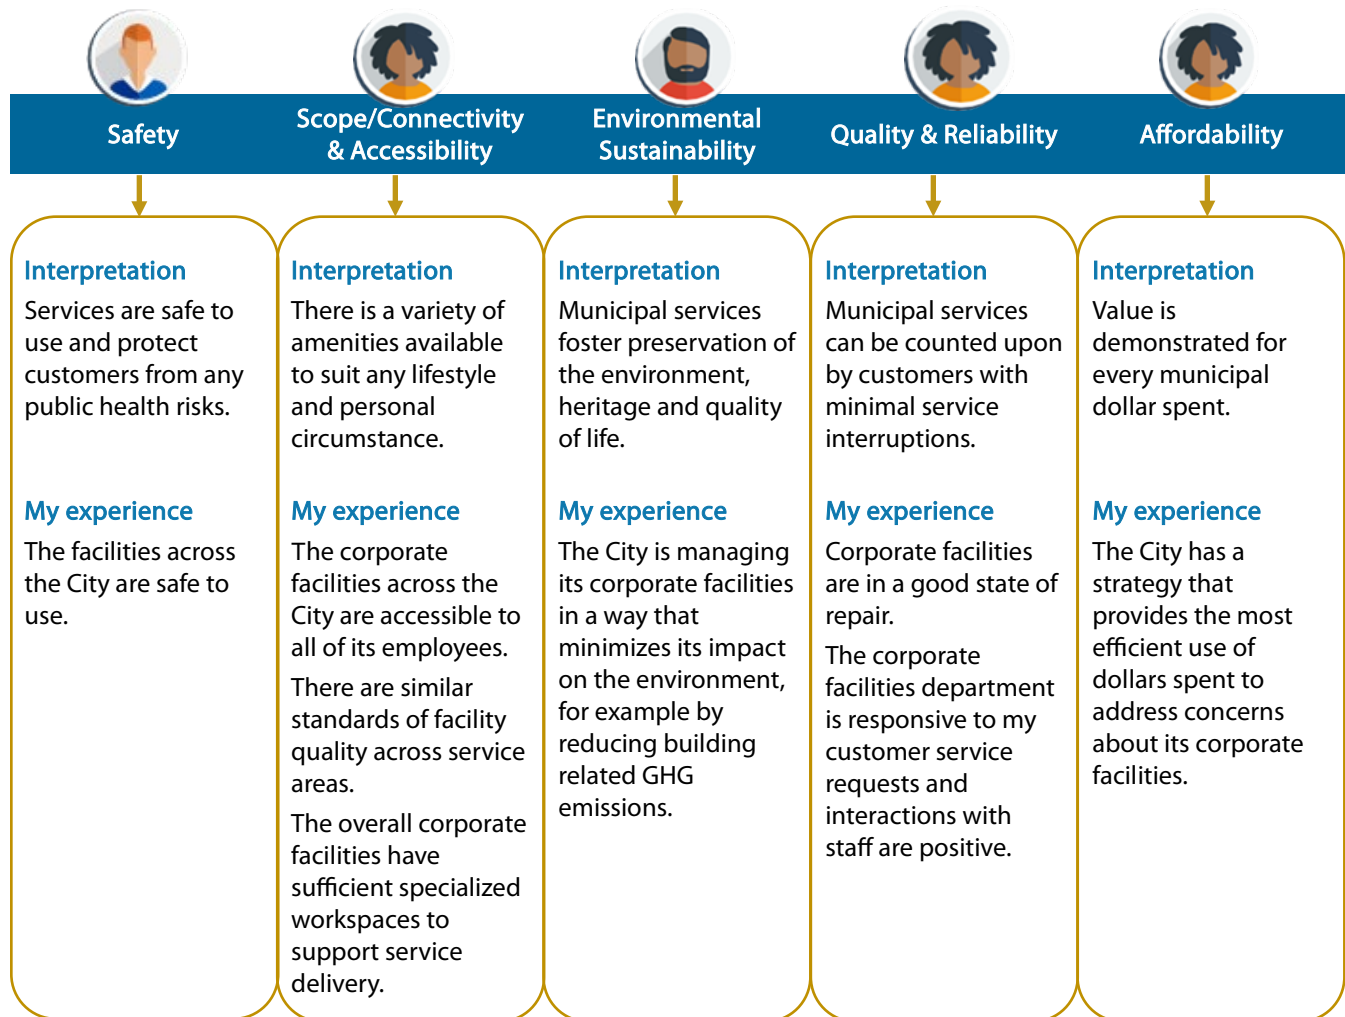 Safety
Scope/Connectivity
& Accessibility
Environmental
Sustainability
Quality & Reliability
Affordability
Interpretation
Services are safe to
use and protect
customers from any
public health risks.
My experience
The facilities across
the City are safe to
use.
Interpretation
There is a variety of
amenities available
to suit any lifestyle
and personal
circumstance.
My experience
The corporate
facilities across the
City are accessible to
all of its employees.
There are similar
standards of facility
quality across service
areas.
The overall corporate
facilities have
sufficient specialized
workspaces to
support service
delivery.
Interpretation
Municipal services
foster preservation of
the environment,
heritage and quality
of life.
My experience
The City is managing
its corporate facilities
in a way that
minimizes its impact
on the environment,
for example by
reducing building
related GHG
emissions.
Interpretation
Municipal services
can be counted upon
by customers with
minimal service
interruptions.
My experience
Corporate facilities
are in a good state of
repair.
The corporate
facilities department
is responsive to my
customer service
requests and
interactions with
staff are positive.
Interpretation
Value is
demonstrated for
every municipal
dollar spent.
My experience
The City has a
strategy that
provides the most
efficient use of
dollars spent to
address concerns
about its corporate
facilities.